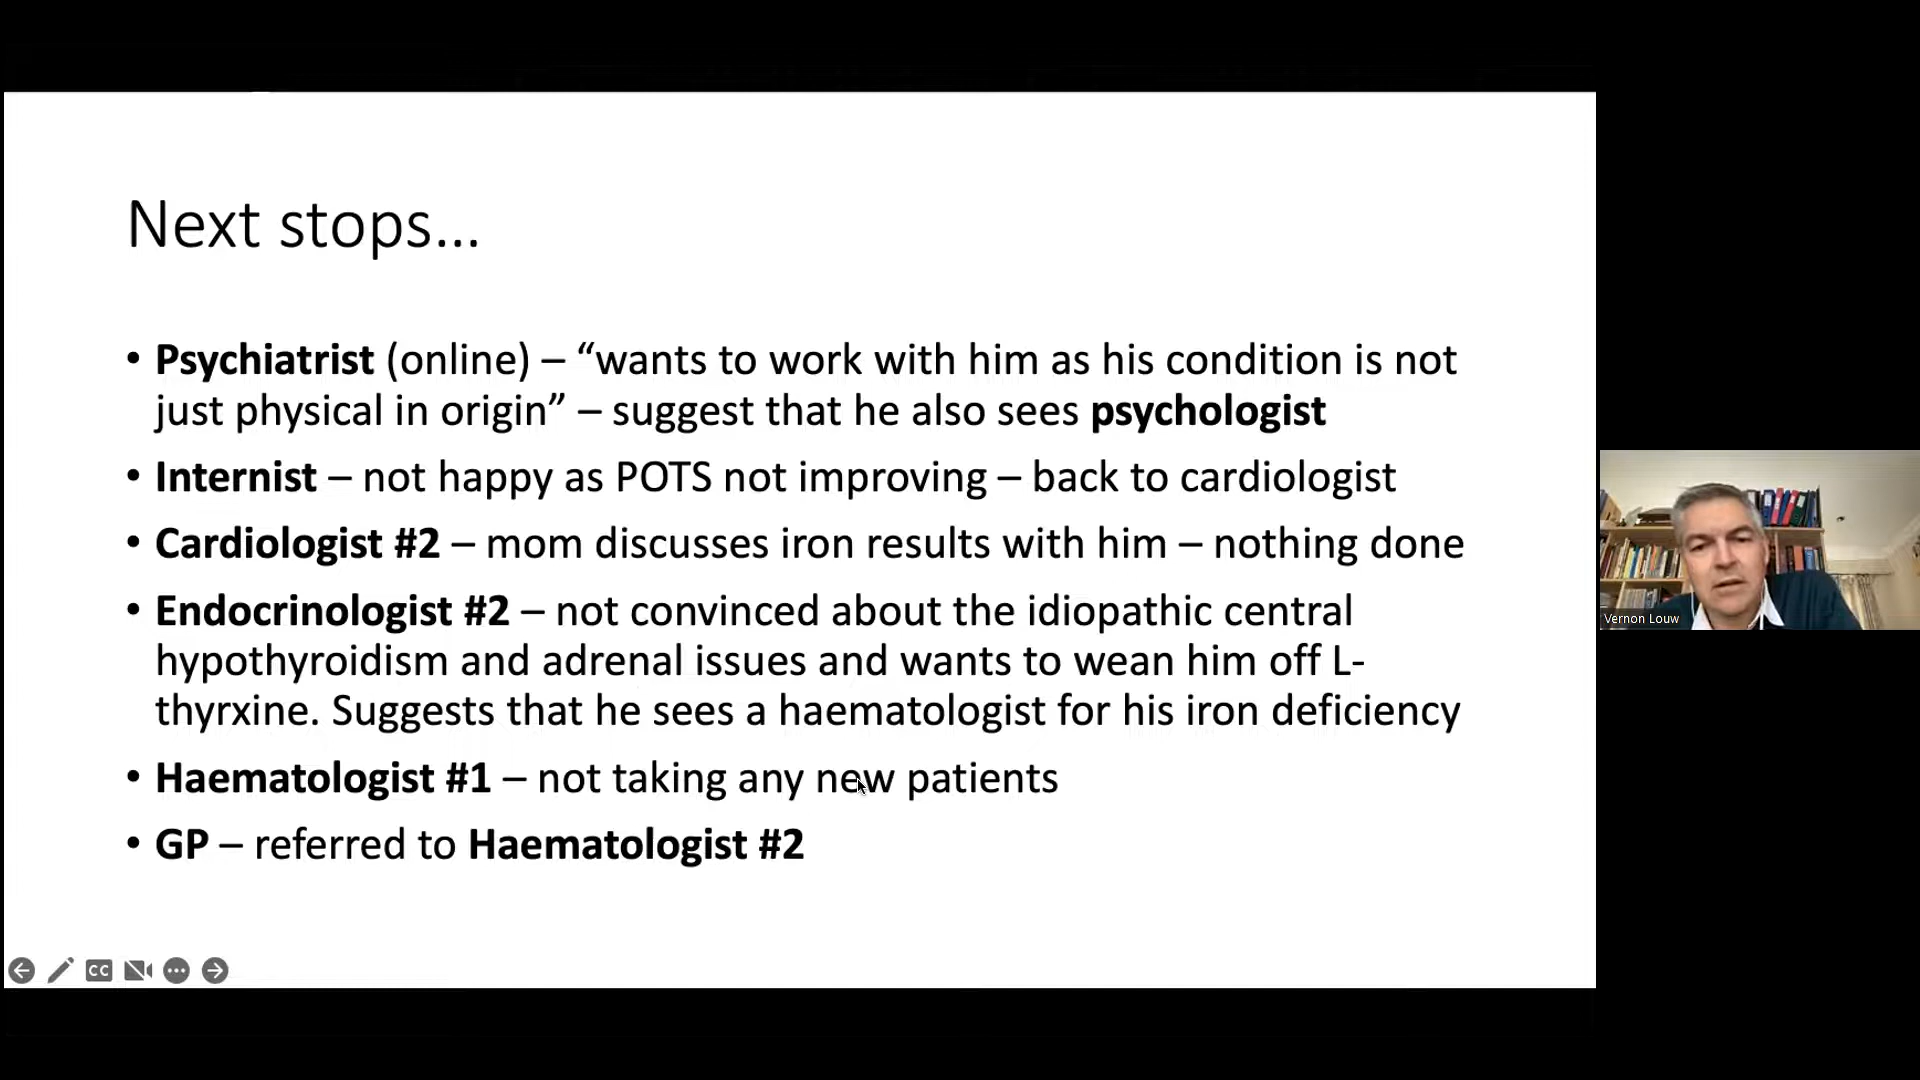 Next stops...
• Psychiatrist (online) – “wants to work with him as his condition is not
just physical in origin” – suggest that he also sees psychologist
• Internist – not happy as POTS not improving – back to cardiologist
• Cardiologist #2 – mom discusses iron results with him – nothing done
• Endocrinologist #2 – not convinced about the idiopathic central
hypothyroidism and adrenal issues and wants to wean him off L-
thyrxine. Suggests that he sees a haematologist for his iron deficiency
• Haematologist #1 – not taking any new patients
• GP – referred to Haematologist #2
CC
Vernon Louw